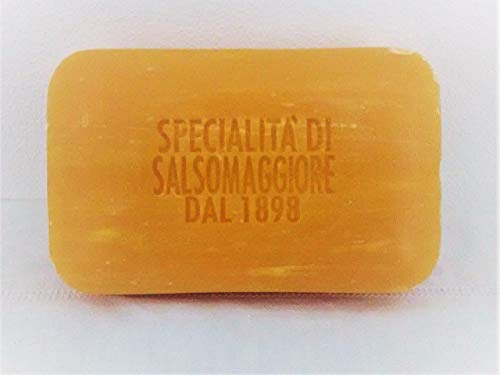 SPECIALITÀ DI
SALSOMAGGIORE
DAL 1898